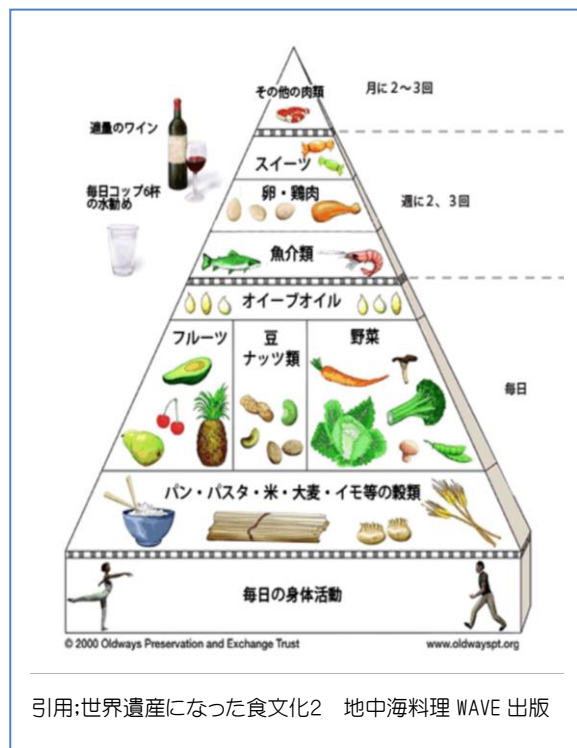 その他の肉類
月に2〜3回
適量のワイン
スイーツ
毎日コップ6杯
の水勧め
卵・鶏肉
週に2、3回
魚介類
オイーブオイル
フルーツ
豆
ナッツ類
野菜
毎日
パン・パスタ・米・大麦・イモ等の穀類
毎日の身体活動
© 2000 Oldways Preservation and Exchange Trust
www.oldwayspt.org
引用;世界遺産になった食文化2 地中海料理 WAVE 出版